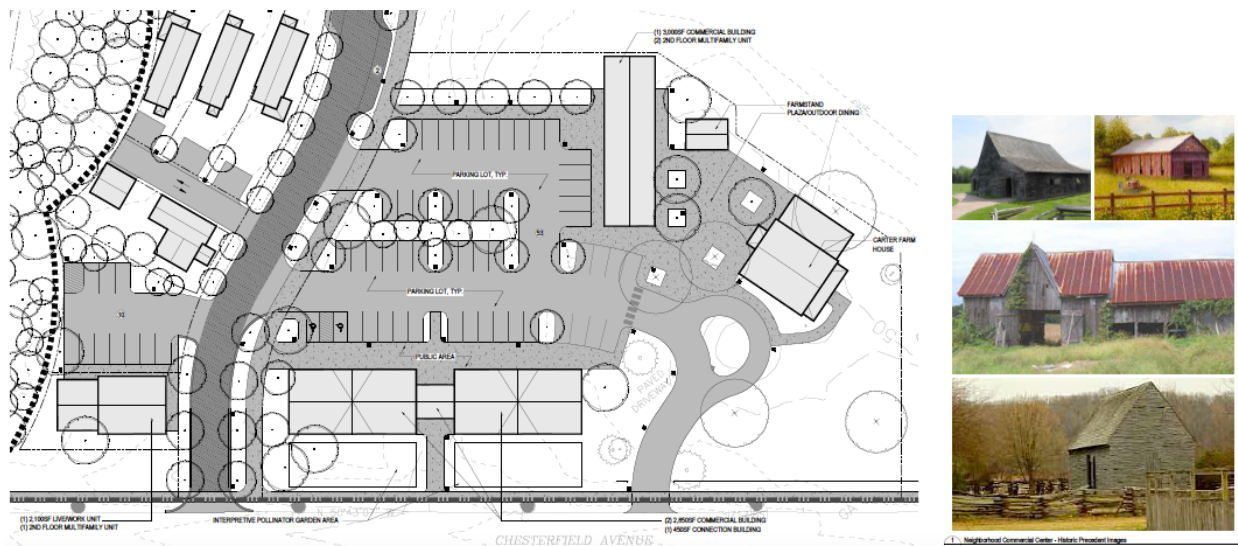 (1) 3,000SF COMMERCIAL BUILDING
(2) 2ND FLOOR MULTIFAMILY UNIT
FARMSTAND
PLAZA/OUTDOOR DINING
PARKING LOT, TYP.
53
CARTER FARM
HOUSE
PARKING LOT, TYP.
10
PUBLIC AREA
PAVED
DRIVEWAY
(1) 2,100SF LIVE/WORK UNIT
(1) 2ND FLOOR MULTIFAMILY UNIT
INTERPRETIVE POLLINATOR GARDEN AREA
(2) 2,850SF COMMERCIAL BUILDING
(1) 450SF CONNECTION BUILDING
CHESTERFIELD AVENUE
1 Neighborhood Commercial Center - Historic Precedent Images